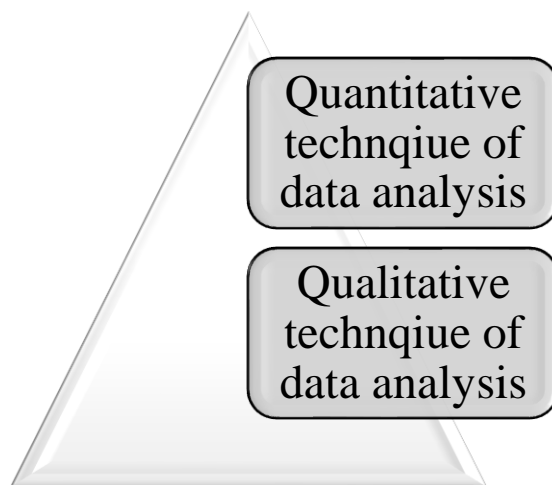 Quantitative
technqiue of
data analysis
Qualitative
technqiue of
data analysis